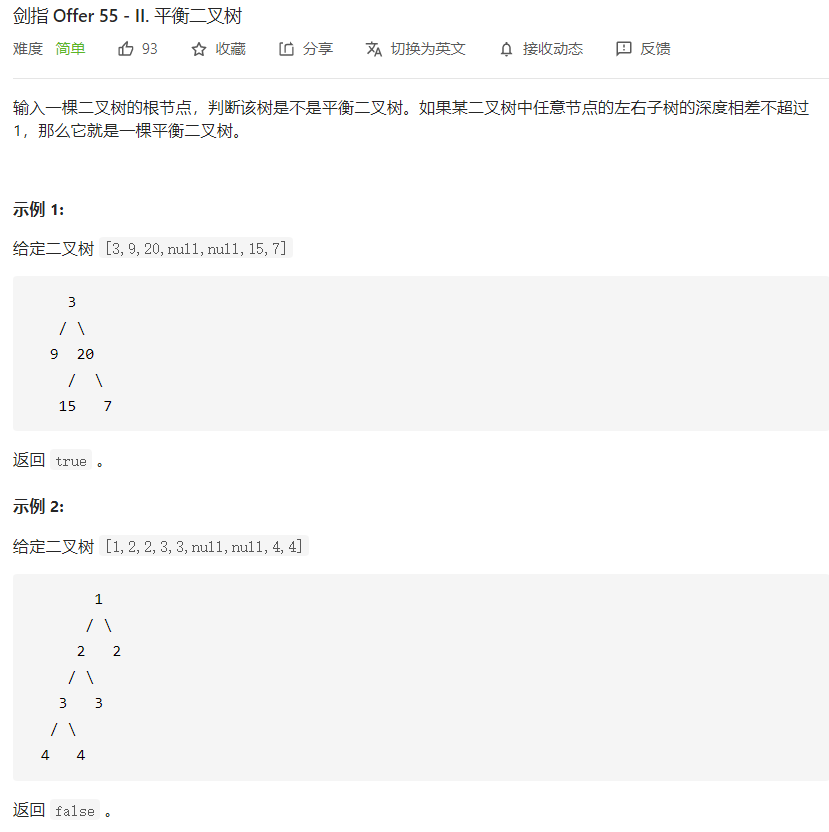 剑指 Offer 55 - II. 平衡二叉树
难度 简单 93 收藏 分享 切换为英文 接收动态 反馈
输入一棵二叉树的根节点，判断该树是不是平衡二叉树。如果某二叉树中任意节点的左右子树的深度相差不超过
1，那么它就是一棵平衡二叉树。
示例 1:
给定二叉树 [3,9,20,null,null,15,7]
3
/ \
9 20
/ \
15 7
返回 true 。
示例 2:
给定二叉树 [1,2,2,3,3,null,null,4,4]
1
/ \
2 2
/ \
3 3
/ \
4 4
返回 false 。